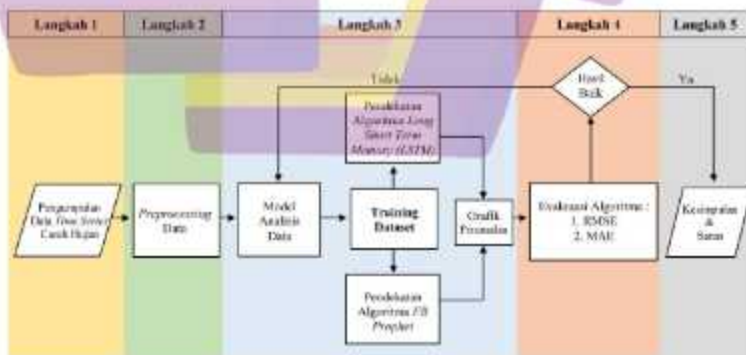 Langkah 1
Langkah 2
Langkah 3
Langkah 4
Langkah 5
Pengumpulan
Data Time Series
Curah Hujan
Preprocessing
Data
Model
Analisis
Data
Pendekatan
Algoritma Long
Short Term
Memory (LSTM)
Training
Dataset
Pendekatan
Algoritma FB
Prophet
Grafik
Peramalan
Tidak
Hasil
Baik
Ya
Evaluasi Algoritma :
1. RMSE
2. MAE
Kesimpulan
&
Saran